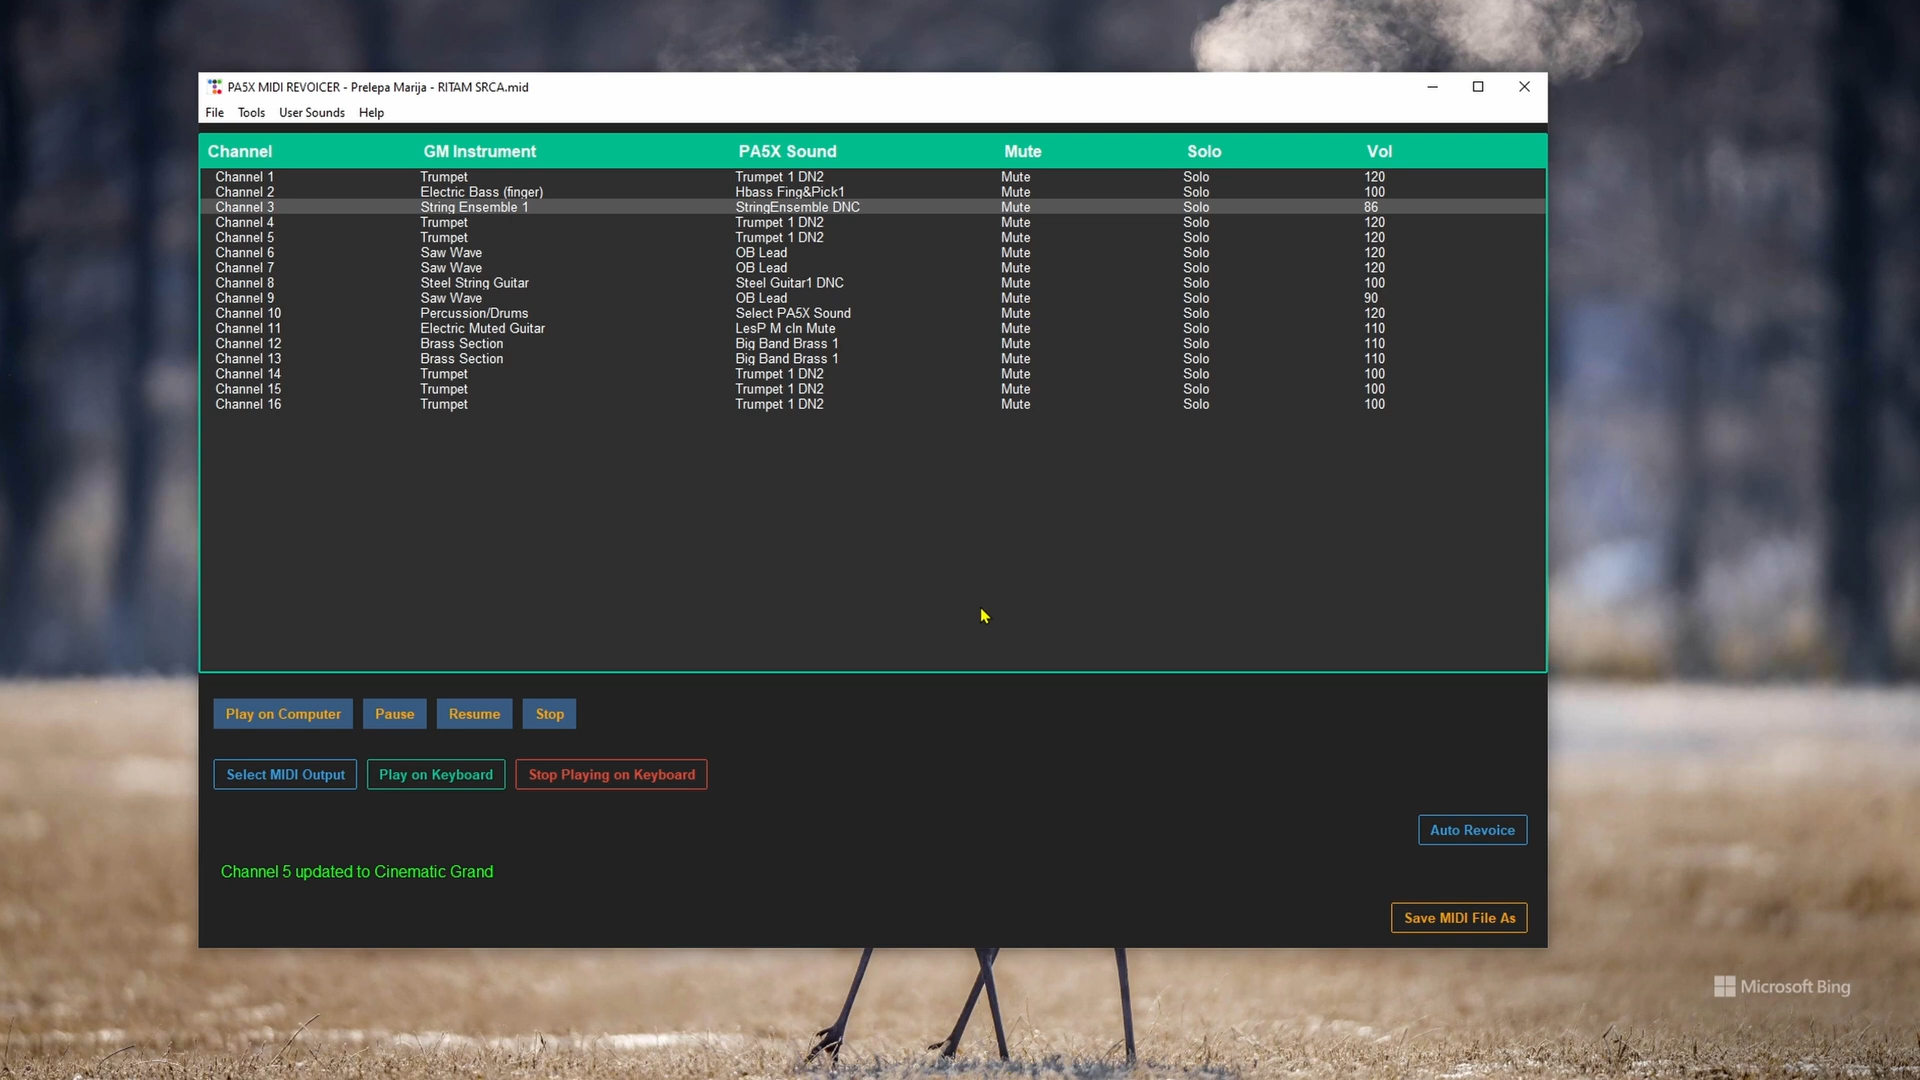 PA5X MIDI REVOICER - Prelepa Marija - RITAM SRCA.mid
File Tools User Sounds Help
Channel GM Instrument PA5X Sound Mute Solo Vol
Channel 1 Trumpet Trumpet 1 DN2 Mute Solo 120
Channel 2 Electric Bass (finger) Hbass Fing&Pick1 Mute Solo 100
Channel 3 String Ensemble 1 StringEnsemble DNC Mute Solo 86
Channel 4 Trumpet Trumpet 1 DN2 Mute Solo 120
Channel 5 Trumpet Trumpet 1 DN2 Mute Solo 120
Channel 6 Saw Wave OB Lead Mute Solo 120
Channel 7 Saw Wave OB Lead Mute Solo 120
Channel 8 Steel String Guitar Steel Guitar1 DNC Mute Solo 100
Channel 9 Saw Wave OB Lead Mute Solo 90
Channel 10 Percussion/Drums Select PA5X Sound Mute Solo 120
Channel 11 Electric Muted Guitar LesP M cln Mute Mute Solo 110
Channel 12 Brass Section Big Band Brass 1 Mute Solo 110
Channel 13 Brass Section Big Band Brass 1 Mute Solo 110
Channel 14 Trumpet Trumpet 1 DN2 Mute Solo 100
Channel 15 Trumpet Trumpet 1 DN2 Mute Solo 100
Channel 16 Trumpet Trumpet 1 DN2 Mute Solo 100
Play on Computer Pause Resume Stop
Select MIDI Output Play on Keyboard Stop Playing on Keyboard
Auto Revoice
Channel 5 updated to Cinematic Grand
Save MIDI File As
Microsoft Bing